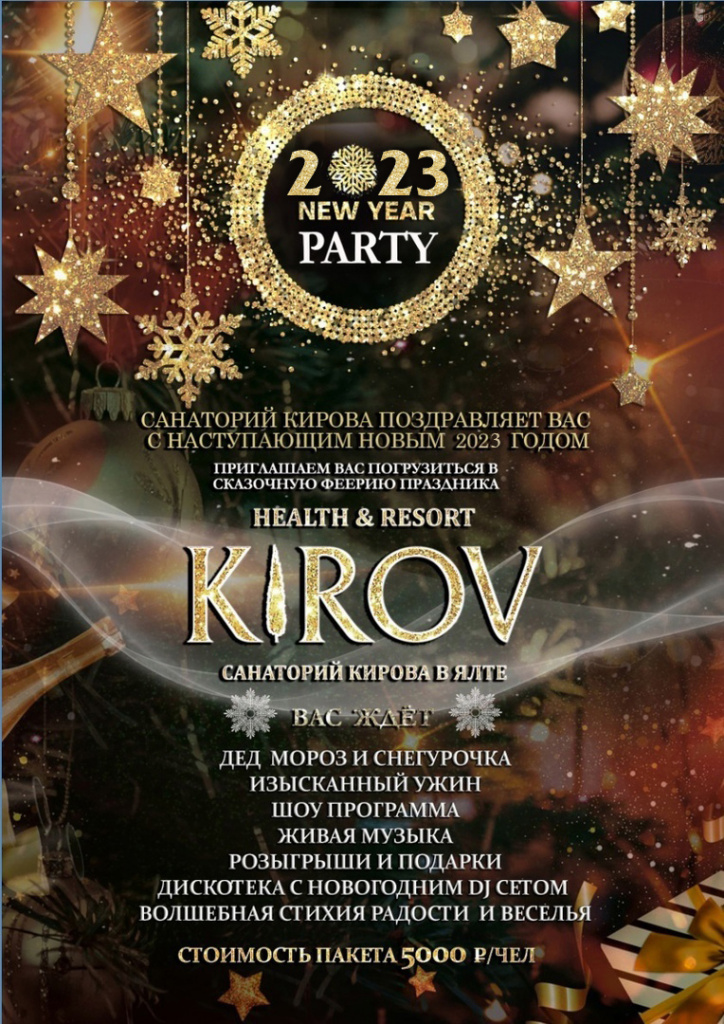 2023
NEW YEAR
PARTY
САНАТОРИЙ КИРОВА ПОЗДРАВЛЯЕТ ВАС
С НАСТУПАЮЩИМ НОВЫМ 2023 ГОДОМ
ПРИГЛАШАЕМ ВАС ПОГРУЗИТЬСЯ В
СКАЗОЧНУЮ ФЕЕРИЮ ПРАЗДНИКА
HEALTH & RESORT
KIROV
САНАТОРИЙ КИРОВА В ЯЛТЕ
ВАС ЖДЁТ
ДЕД МОРОЗ И СНЕГУРОЧКА
ИЗЫСКАННЫЙ УЖИН
ШОУ ПРОГРАММА
ЖИВАЯ МУЗЫКА
РОЗЫГРЫШИ И ПОДАРКИ
ДИСКОТЕКА С НОВОГОДНИМ DJ СЕТОМ
ВОЛШЕБНАЯ СТИХИЯ РАДОСТИ И ВЕСЕЛЬЯ
СТОИМОСТЬ ПАКЕТА 5000 ₽/ЧЕЛ